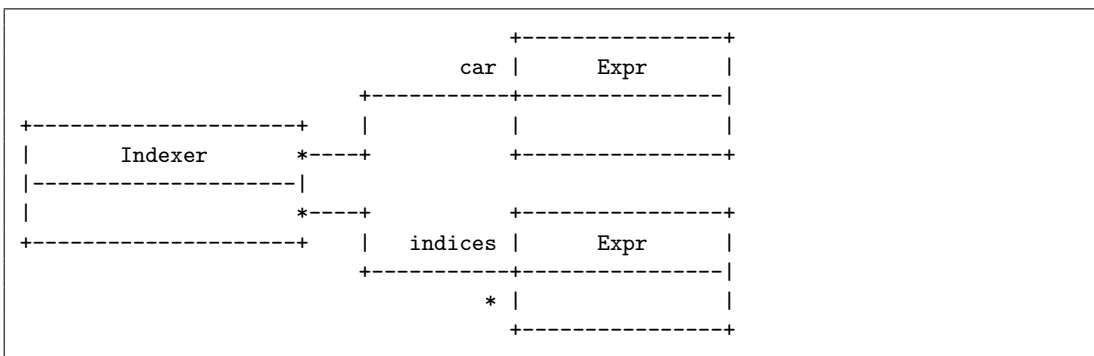 +----------------+
                                   car |      Expr      |
                           +-----------+----------------|
+---------------------+    |           |                |
|       Indexer       *----+           +----------------+
|---------------------|
|                     *----+           +----------------+
+---------------------+    |   indices |      Expr      |
                           +-----------+----------------|
                                     * |                |
                                       +----------------+